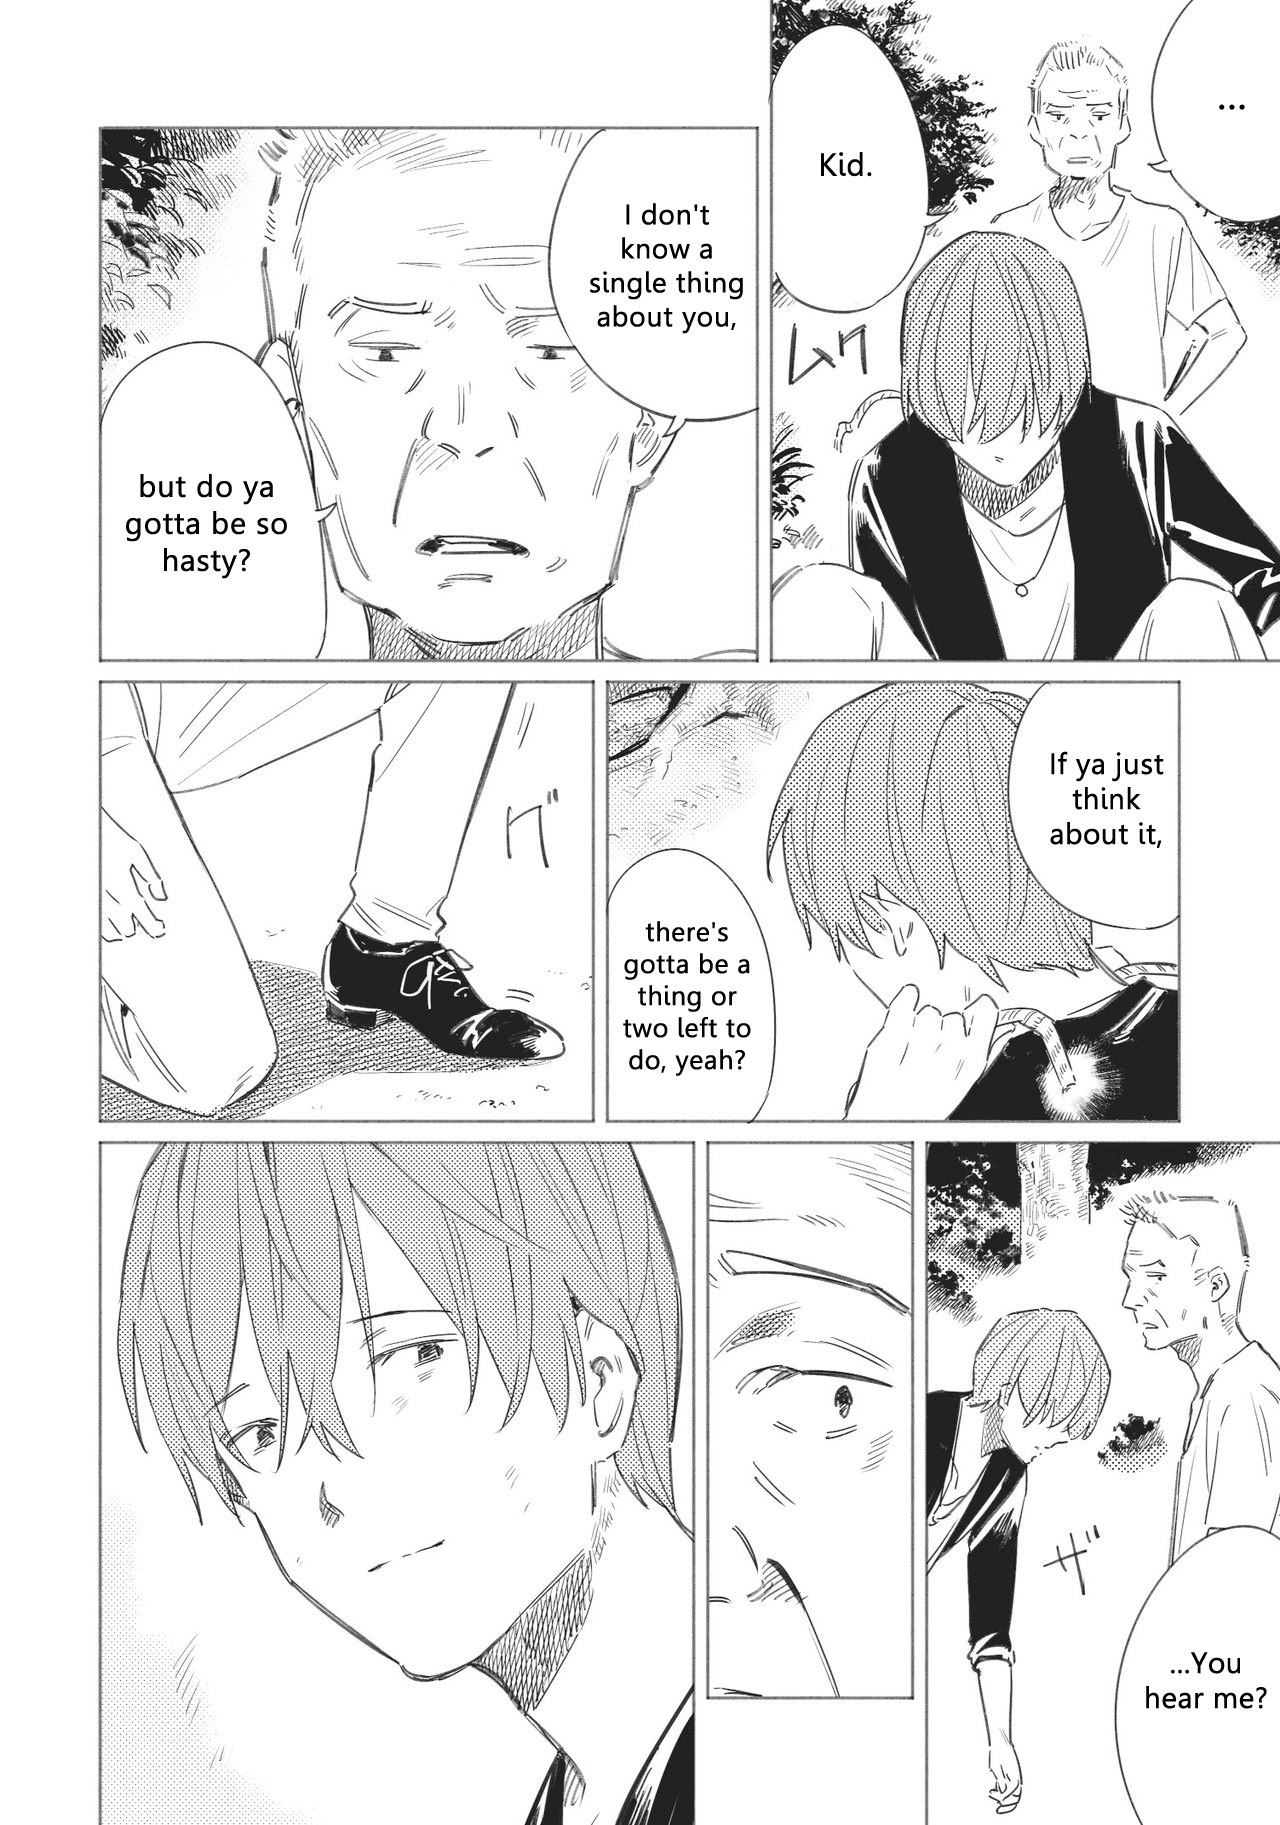 ...
Kid.
ムク
I don't
know a
single thing
about you,
but do ya
gotta be so
hasty?
If ya just
think
about it,
there's
gotta be a
thing or
two left to
do, yeah?
グ
...You
hear me?
ザ